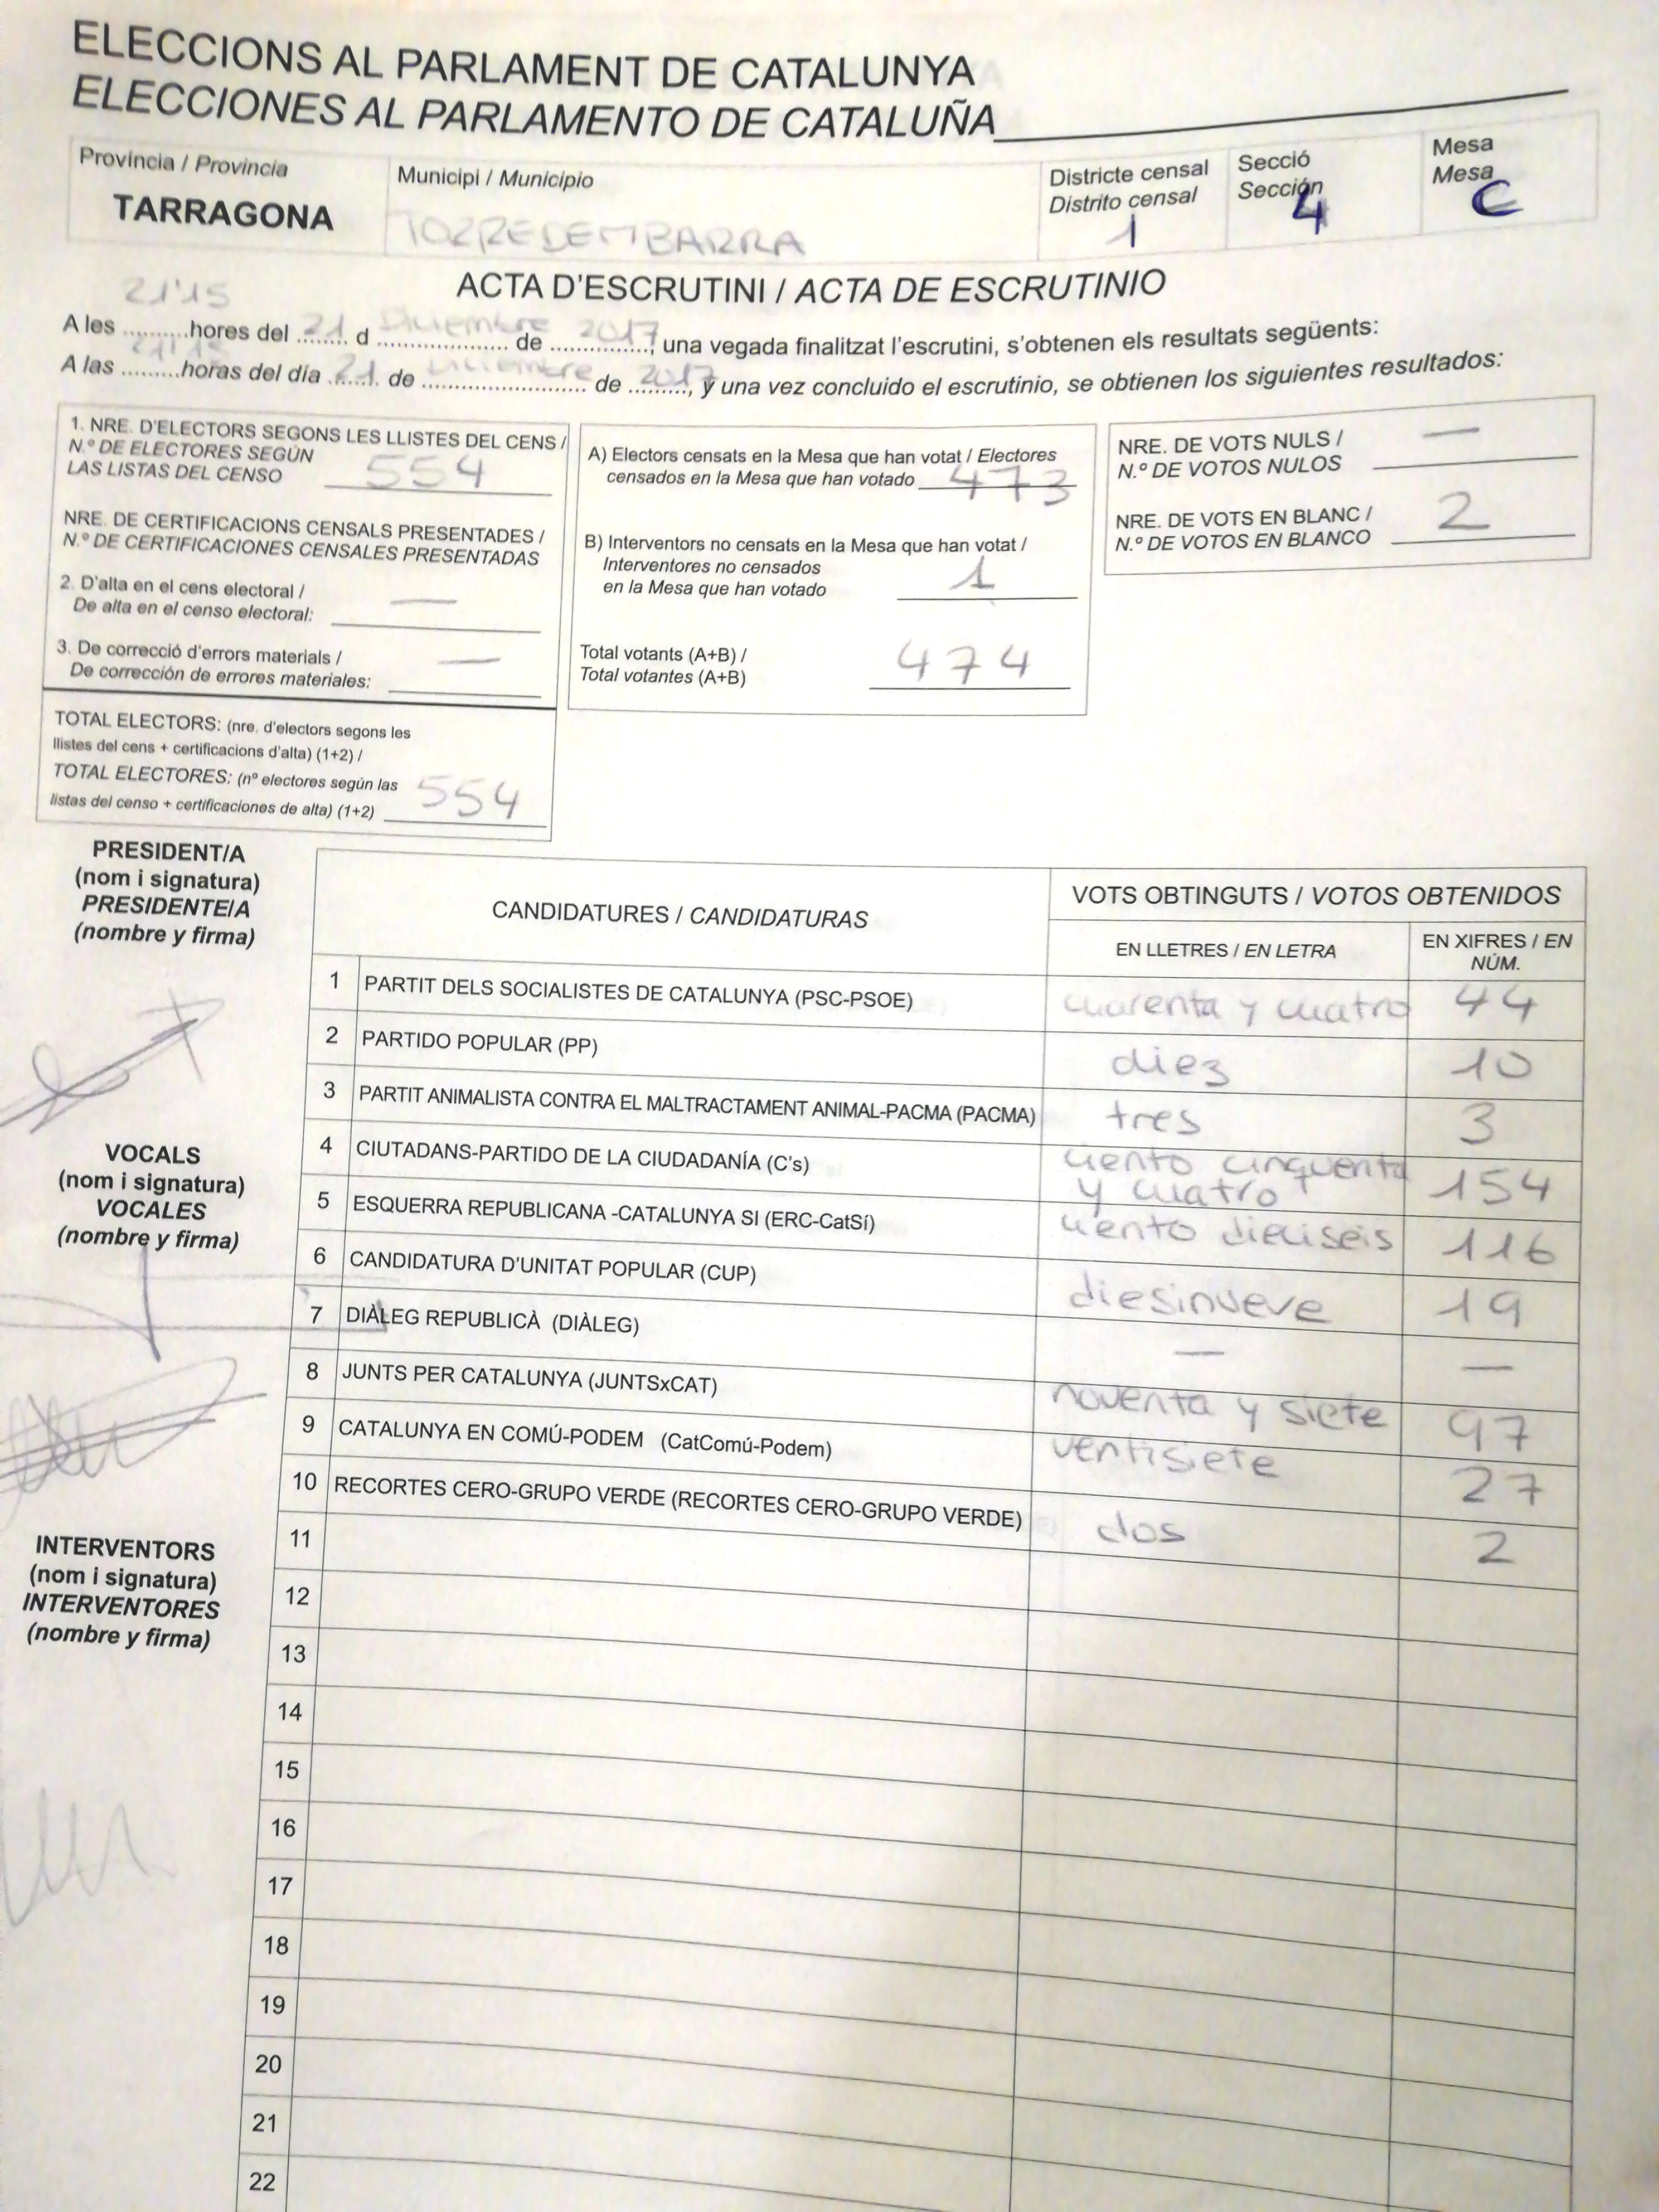 ELECCIONS AL PARLAMENT DE CATALUNYA
ELECCIONES AL PARLAMENTO DE CATALUÑA
Província / Provincia
TARRAGONA
Municipi / Municipio
TORREDEMBARRA
Districte censal
Distrito censal
1
Secció
Sección
4
Mesa
Mesa
C
ACTA D'ESCRUTINI / ACTA DE ESCRUTINIO
21'15
A les .........hores del 21 d Diciembre de 2017, una vegada finalitzat l'escrutini, s'obtenen els resultats següents:
21'15
A las .........horas del día 21 de Diciembre de 2017, y una vez concluido el escrutinio, se obtienen los siguientes resultados:
1. NRE. D'ELECTORS SEGONS LES LLISTES DEL CENS /
N.º DE ELECTORES SEGÚN
LAS LISTAS DEL CENSO 554
NRE. DE CERTIFICACIONS CENSALS PRESENTADES /
N.º DE CERTIFICACIONES CENSALES PRESENTADAS
2. D'alta en el cens electoral /
De alta en el censo electoral: —
3. De correcció d'errors materials /
De corrección de errores materiales: —
TOTAL ELECTORS: (nre. d'electors segons les
llistes del cens + certificacions d'alta) (1+2) /
TOTAL ELECTORES: (nº electores según las
listas del censo + certificaciones de alta) (1+2) 554
A) Electors censats en la Mesa que han votat / Electores
censados en la Mesa que han votado 473
B) Interventors no censats en la Mesa que han votat /
Interventores no censados
en la Mesa que han votado 1
Total votants (A+B) /
Total votantes (A+B) 474
NRE. DE VOTS NULS /
N.º DE VOTOS NULOS —
NRE. DE VOTS EN BLANC /
N.º DE VOTOS EN BLANCO 2
PRESIDENT/A
(nom i signatura)
PRESIDENTE/A
(nombre y firma)
VOCALS
(nom i signatura)
VOCALES
(nombre y firma)
INTERVENTORS
(nom i signatura)
INTERVENTORES
(nombre y firma)
CANDIDATURES / CANDIDATURAS
VOTS OBTINGUTS / VOTOS OBTENIDOS
EN LLETRES / EN LETRA
EN XIFRES / EN
NÚM.
1 PARTIT DELS SOCIALISTES DE CATALUNYA (PSC-PSOE) cuarenta y cuatro 44
2 PARTIDO POPULAR (PP) diez 10
3 PARTIT ANIMALISTA CONTRA EL MALTRACTAMENT ANIMAL-PACMA (PACMA) tres 3
4 CIUTADANS-PARTIDO DE LA CIUDADANÍA (C's) ciento cinquenta
y cuatro 154
5 ESQUERRA REPUBLICANA -CATALUNYA SI (ERC-CatSí) ciento dieciseis 116
6 CANDIDATURA D'UNITAT POPULAR (CUP) diesinueve 19
7 DIÀLEG REPUBLICÀ (DIÀLEG) — —
8 JUNTS PER CATALUNYA (JUNTSxCAT) noventa y siete 97
9 CATALUNYA EN COMÚ-PODEM (CatComú-Podem) ventisiete 27
10 RECORTES CERO-GRUPO VERDE (RECORTES CERO-GRUPO VERDE) dos 2
11
12
13
14
15
16
17
18
19
20
21
22